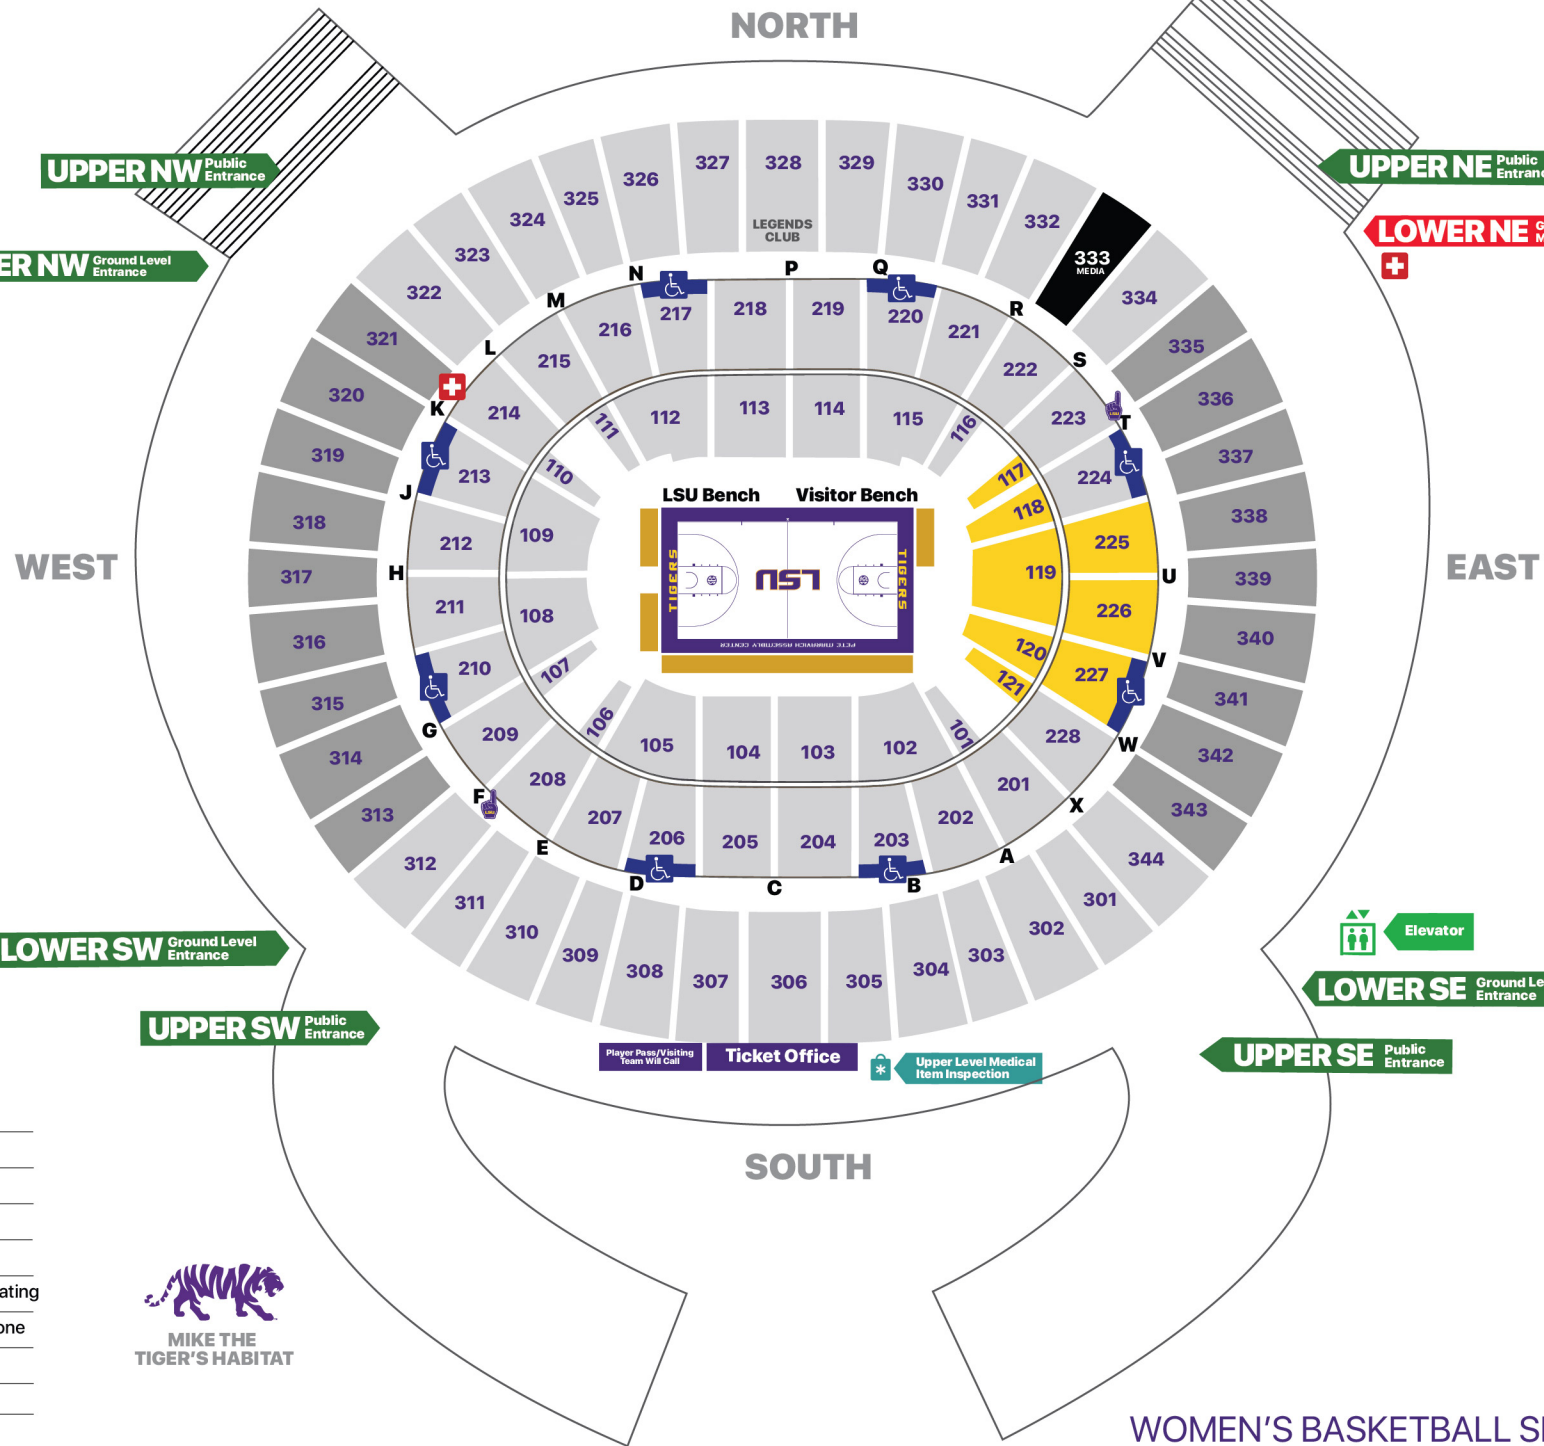 NORTH
UPPER NW Public
Entrance
ER NW Ground Level
Entrance
UPPER NE Public
Entranc
LOWER NE
322 323 324 325 326 327 328 329 330 331 332
LEGENDS
CLUB
333
MEDIA
334
321 320 319 318 317 316 315 314 313
335 336 337 338 339 340 341 342 343
L M N P Q R S T
K J H G F
U V W X
214 215 216 217 218 219 220 221 222 223 224
213 212 211 210 209 208
225 226 227 228
110 111 112 113 114 115 116 117
109 108 107 106
118 119 120 121
LSU Bench Visitor Bench
TIGERS LSU TIGERS
PETE MARAVICH ASSEMBLY CENTER
105 104 103 102 101
207 206 205 204 203 202 201
E D C B A
312 311 310 309 308 307 306 305 304 303 302 301 344
WEST
EAST
LOWER SW Ground Level
Entrance
UPPER SW Public
Entrance
Elevator
LOWER SE Ground Le
Entrance
UPPER SE Public
Entrance
Player Pass/Visiting
Team Will Call
Ticket Office
Upper Level Medical
Item Inspection
SOUTH
ating
one
MIKE THE
TIGER'S HABITAT
WOMEN'S BASKETBALL S